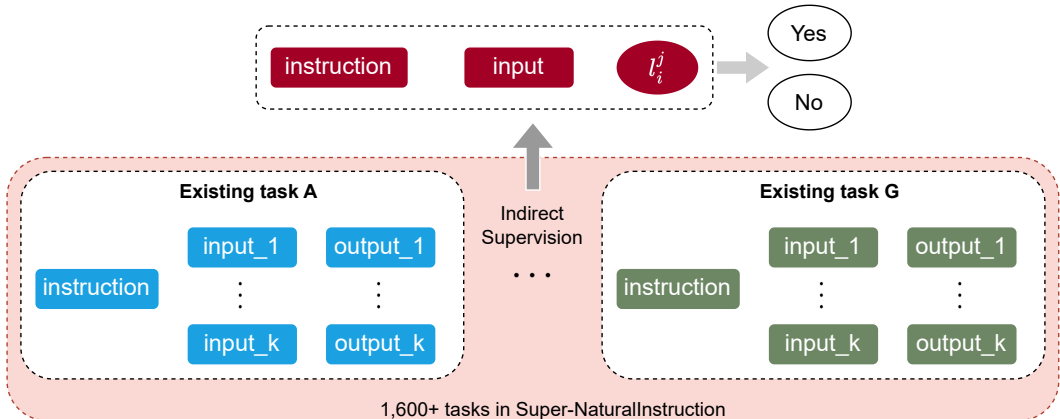 instruction
input
l_i^j
Yes
No
Indirect
Supervision
...
Existing task A
instruction
input_1
output_1
⋮
⋮
input_k
output_k
Existing task G
instruction
input_1
output_1
⋮
⋮
input_k
output_k
1,600+ tasks in Super-NaturalInstruction